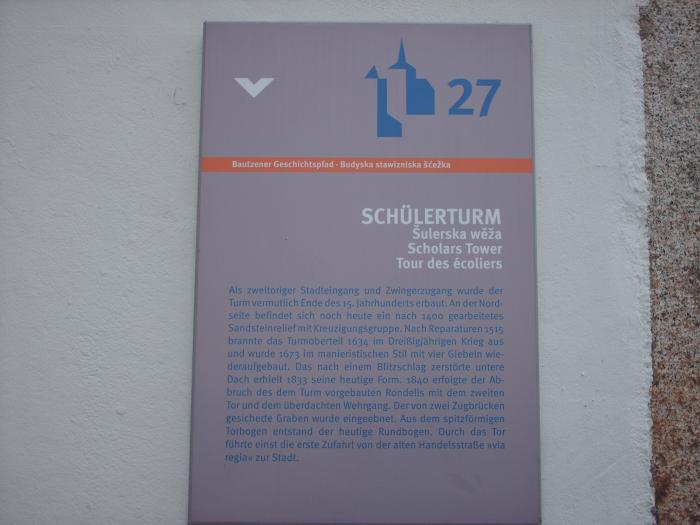 27
Bautzener Geschichtspfad · Budyska stawizniska šćežka
SCHÜLERTURM
Šulerska wěža
Scholars Tower
Tour des écoliers
Als zweitoriger Stadteingang und Zwingerzugang wurde der
Turm vermutlich Ende des 15. Jahrhunderts erbaut. An der Nord-
seite befindet sich noch heute ein nach 1400 gearbeitetes
Sandsteinrelief mit Kreuzigungsgruppe. Nach Reparaturen 1515
brannte das Turmoberteil 1634 im Dreißigjährigen Krieg aus
und wurde 1673 im manieristischen Stil mit vier Giebeln wie-
deraufgebaut. Das nach einem Blitzschlag zerstörte untere
Dach erhielt 1833 seine heutige Form. 1840 erfolgte der Ab-
bruch des dem Turm vorgebauten Rondells mit dem zweiten
Tor und dem überdachten Wehrgang. Der von zwei Zugbrücken
gesicherte Graben wurde eingeebnet. Aus dem spitzförmigen
Torbogen entstand der heutige Rundbogen. Durch das Tor
führte einst die erste Zufahrt von der alten Handelsstraße »via
regia« zur Stadt.